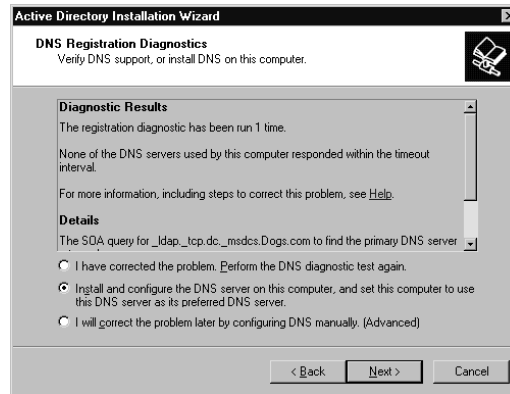 Active Directory Installation Wizard
DNS Registration Diagnostics
Verify DNS support, or install DNS on this computer.
Diagnostic Results
The registration diagnostic has been run 1 time.
None of the DNS servers used by this computer responded within the timeout
interval.
For more information, including steps to correct this problem, see Help.
Details
The SOA query for _ldap._tcp.dc._msdcs.Dogs.com to find the primary DNS server
I have corrected the problem. Perform the DNS diagnostic test again.
Install and configure the DNS server on this computer, and set this computer to use
this DNS server as its preferred DNS server.
I will correct the problem later by configuring DNS manually. (Advanced)
< Back
Next >
Cancel